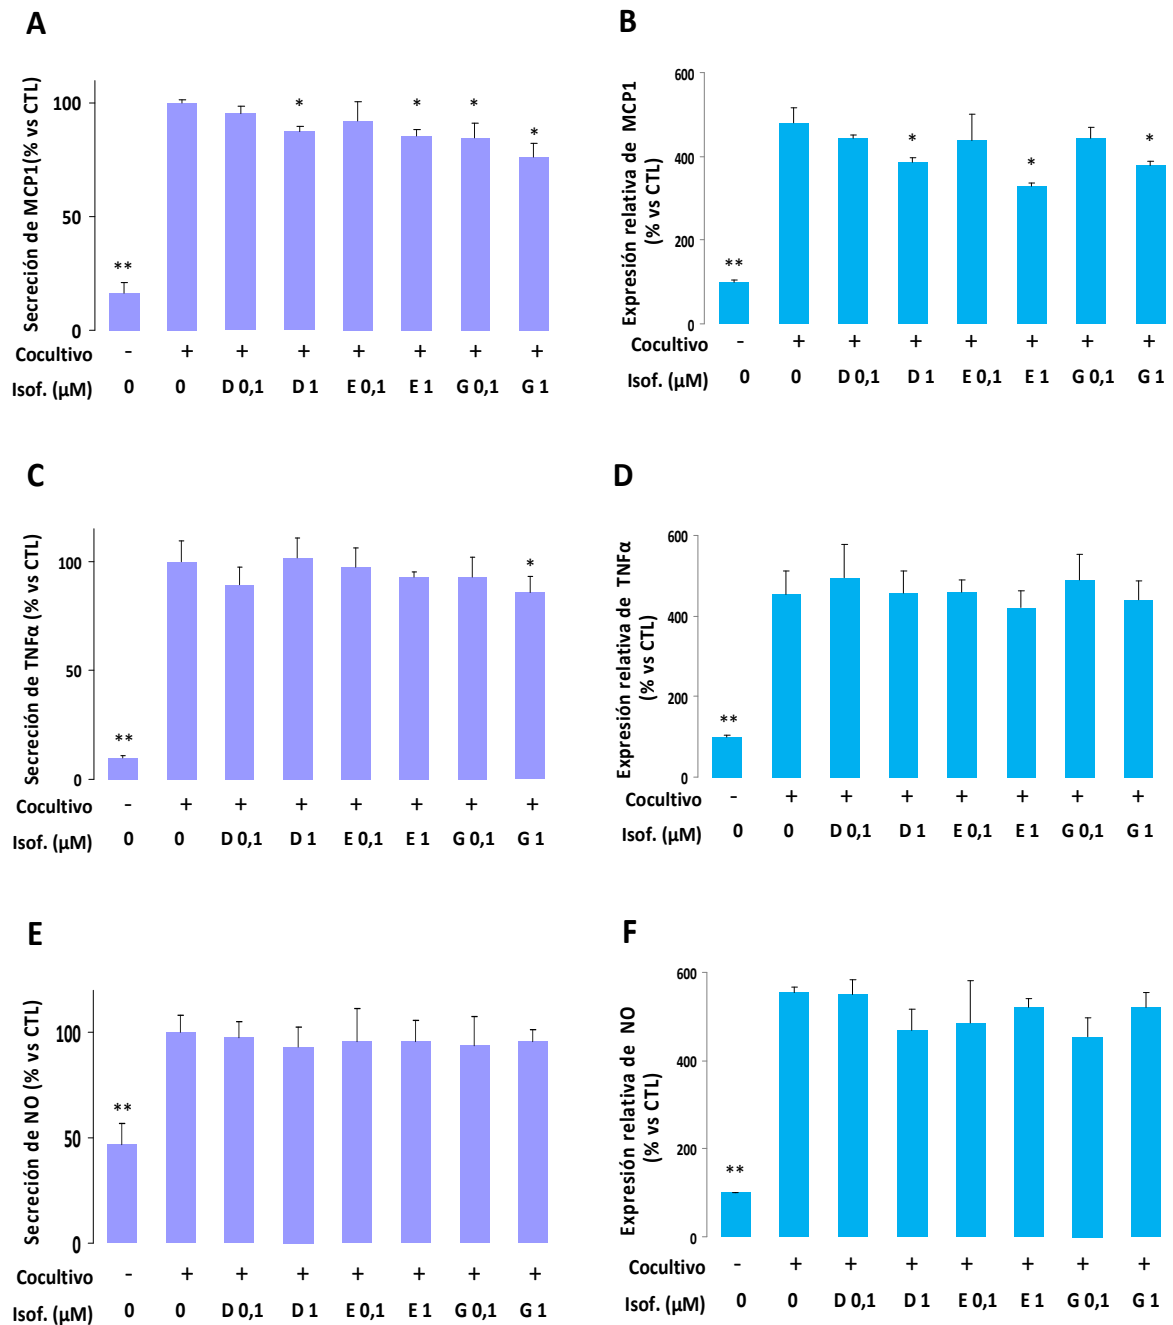 A
Secreción de MCP1(% vs CTL)
100
50
0
** * * * *
Cocultivo - + + + + + + +
Isof. (µM) 0 0 D 0,1 D 1 E 0,1 E 1 G 0,1 G 1
B
Expresión relativa de MCP1
(% vs CTL)
600
400
200
0
** * * *
Cocultivo - + + + + + + +
Isof. (µM) 0 0 D 0,1 D 1 E 0,1 E 1 G 0,1 G 1
C
Secreción de TNFα (% vs CTL)
100
50
0
** *
Cocultivo - + + + + + + +
Isof. (µM) 0 0 D 0,1 D 1 E 0,1 E 1 G 0,1 G 1
D
Expresión relativa de TNFα
(% vs CTL)
600
400
200
0
**
Cocultivo - + + + + + + +
Isof. (µM) 0 0 D 0,1 D 1 E 0,1 E 1 G 0,1 G 1
E
Secreción de NO (% vs CTL)
100
50
0
**
Cocultivo - + + + + + + +
Isof. (µM) 0 0 D 0,1 D 1 E 0,1 E 1 G 0,1 G 1
F
Expresión relativa de NO
(% vs CTL)
600
400
200
0
**
Cocultivo - + + + + + + +
Isof. (µM) 0 0 D 0,1 D 1 E 0,1 E 1 G 0,1 G 1